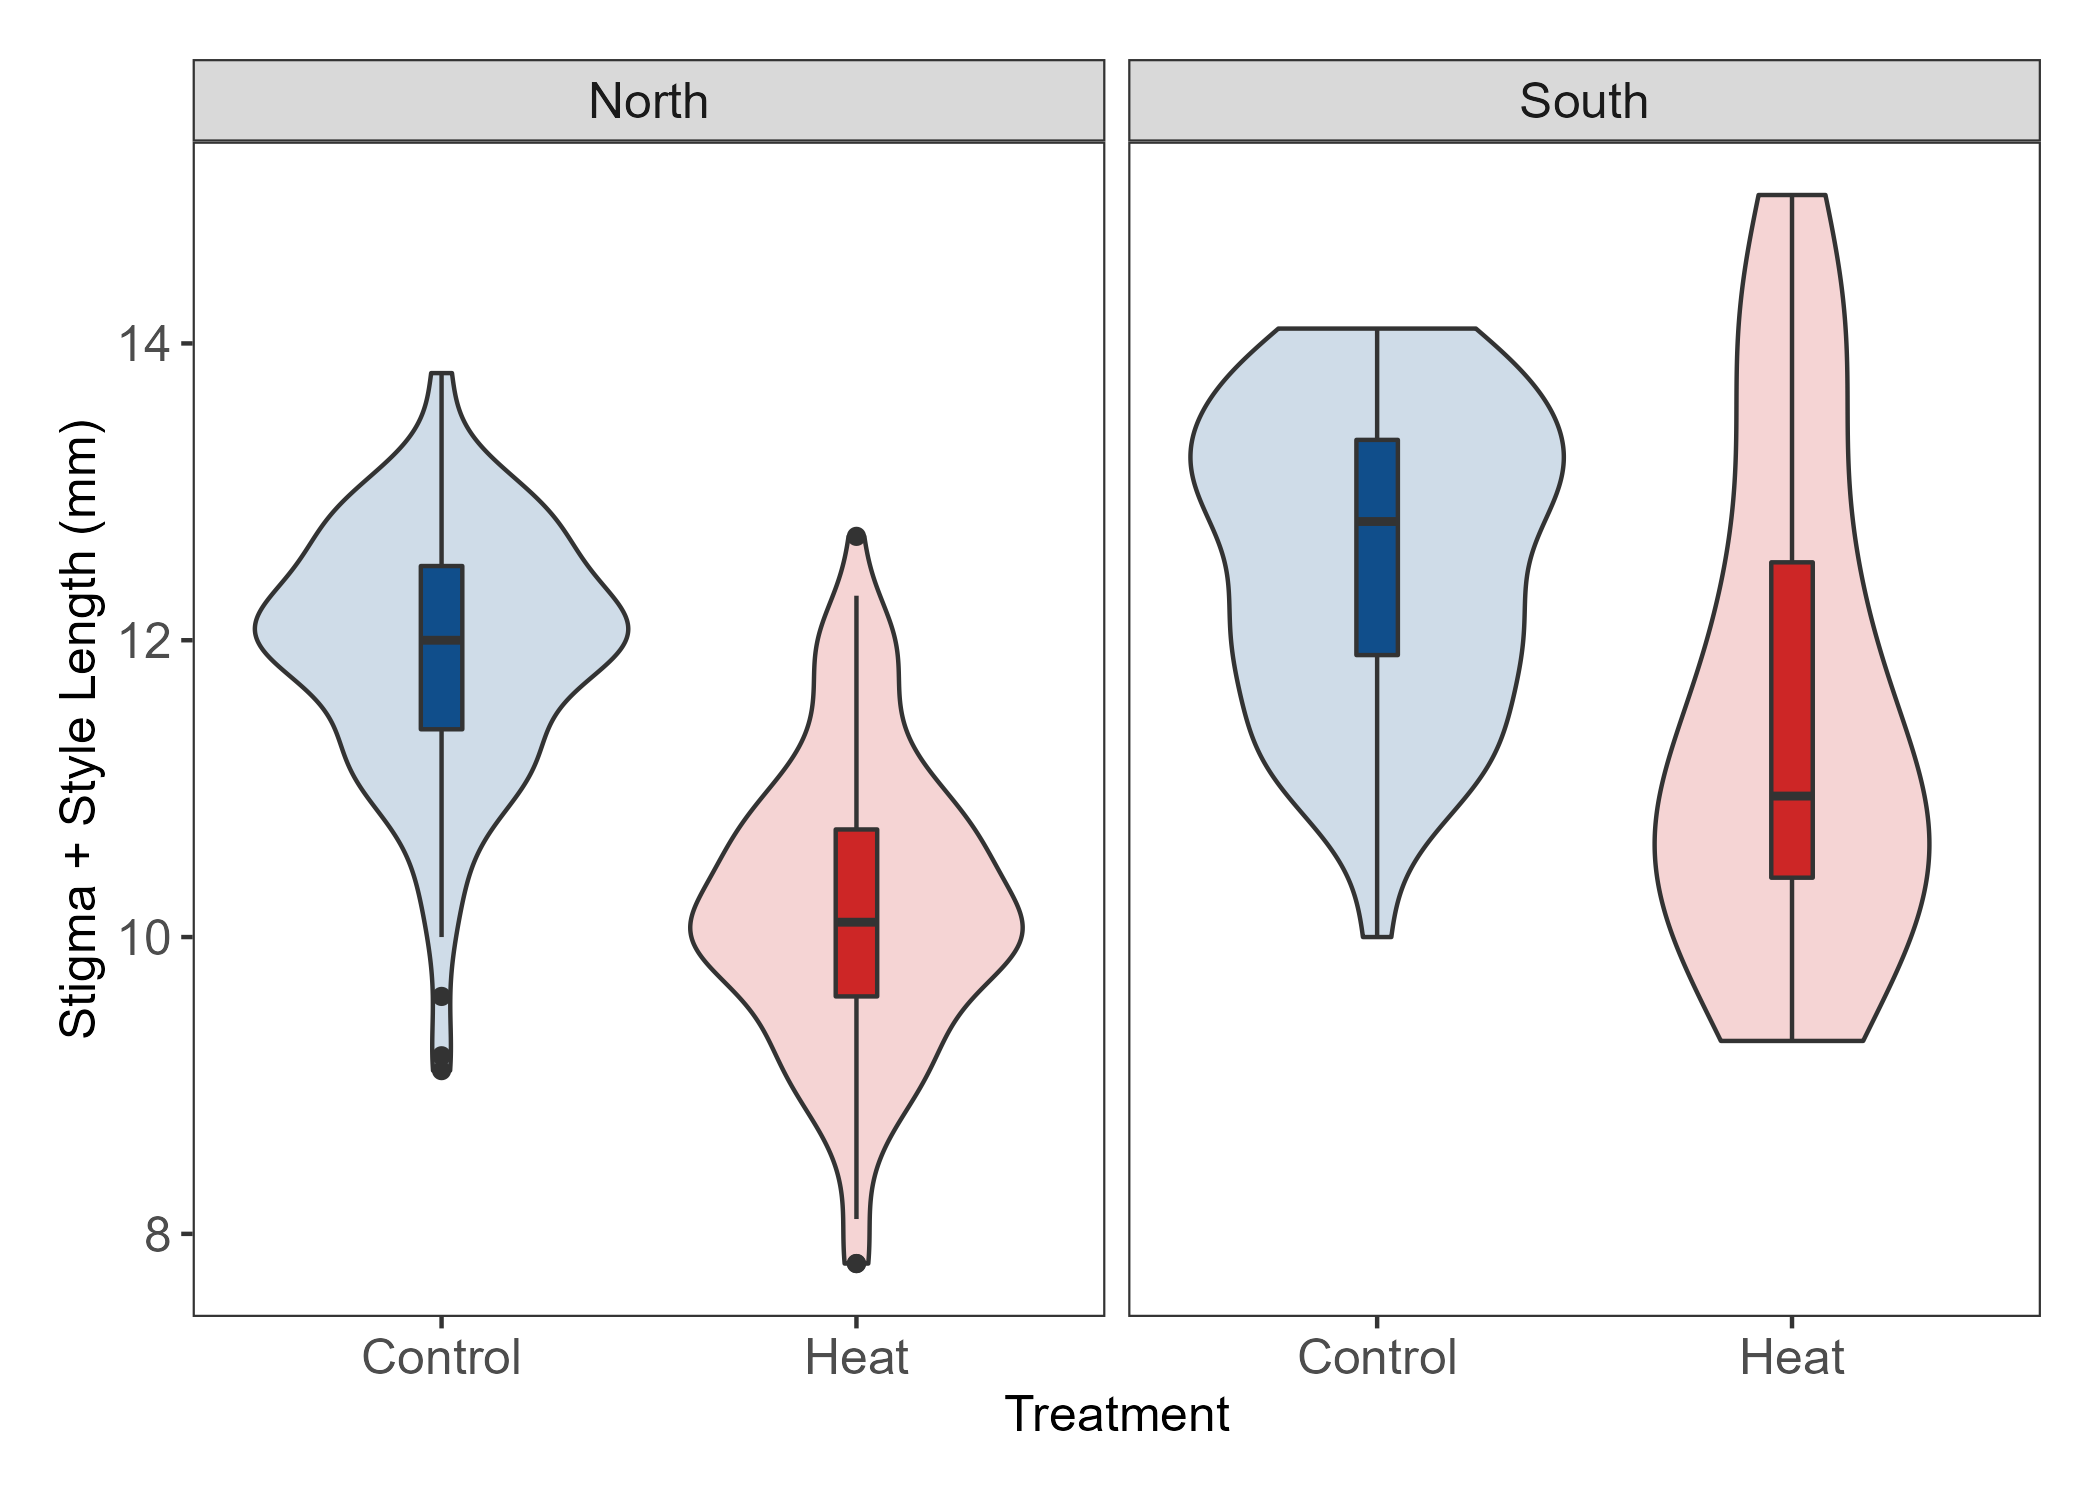 North
South
Stigma + Style Length (mm)
14
12
10
8
Control
Heat
Control
Heat
Treatment